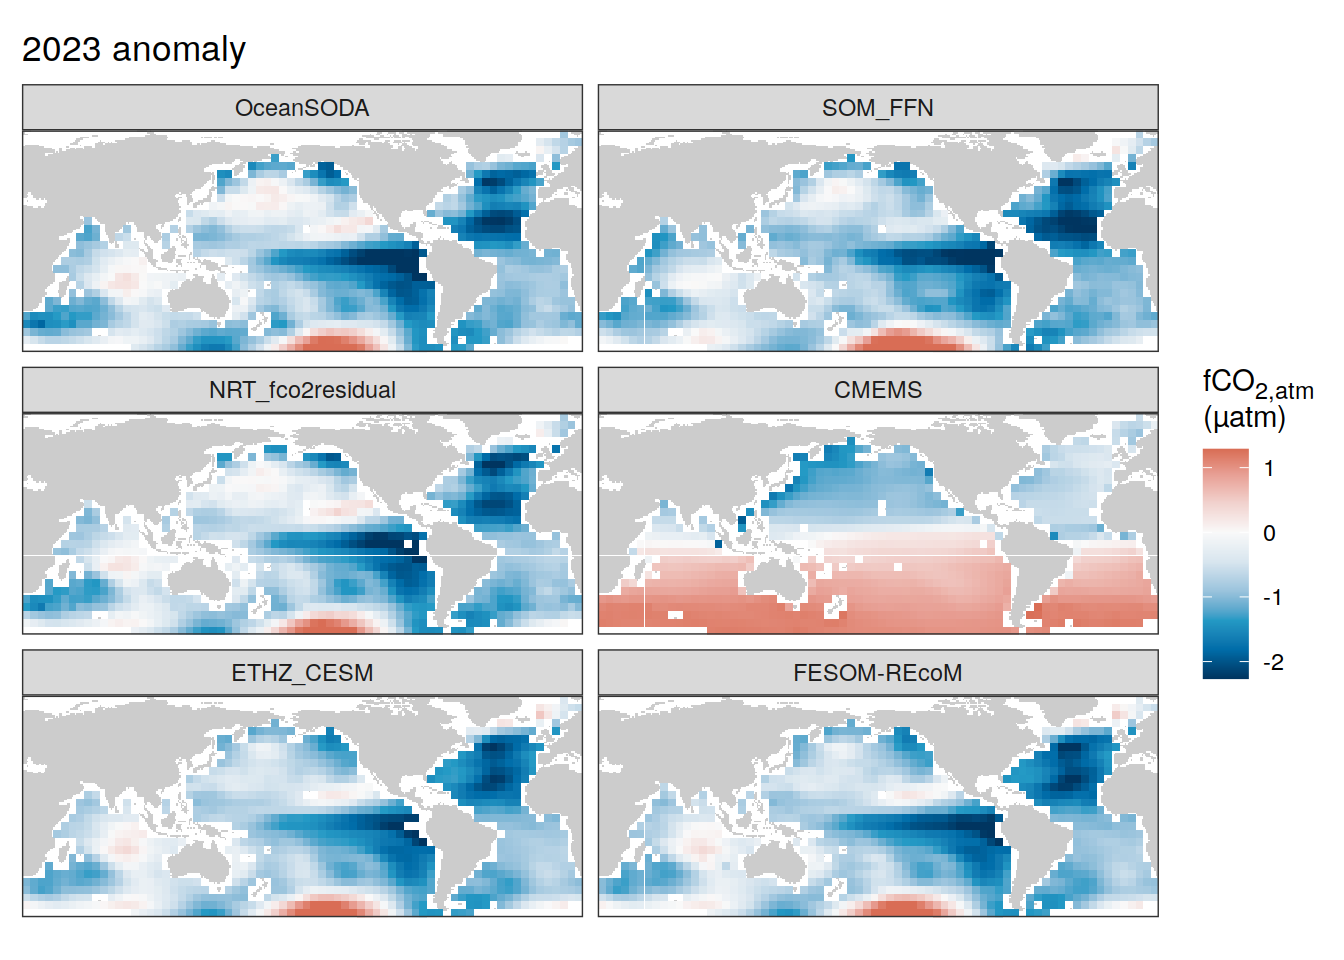 2023 anomaly
OceanSODA
SOM_FFN
NRT_fco2residual
CMEMS
ETHZ_CESM
FESOM-REcoM
fCO2,atm
(µatm)
1
0
-1
-2